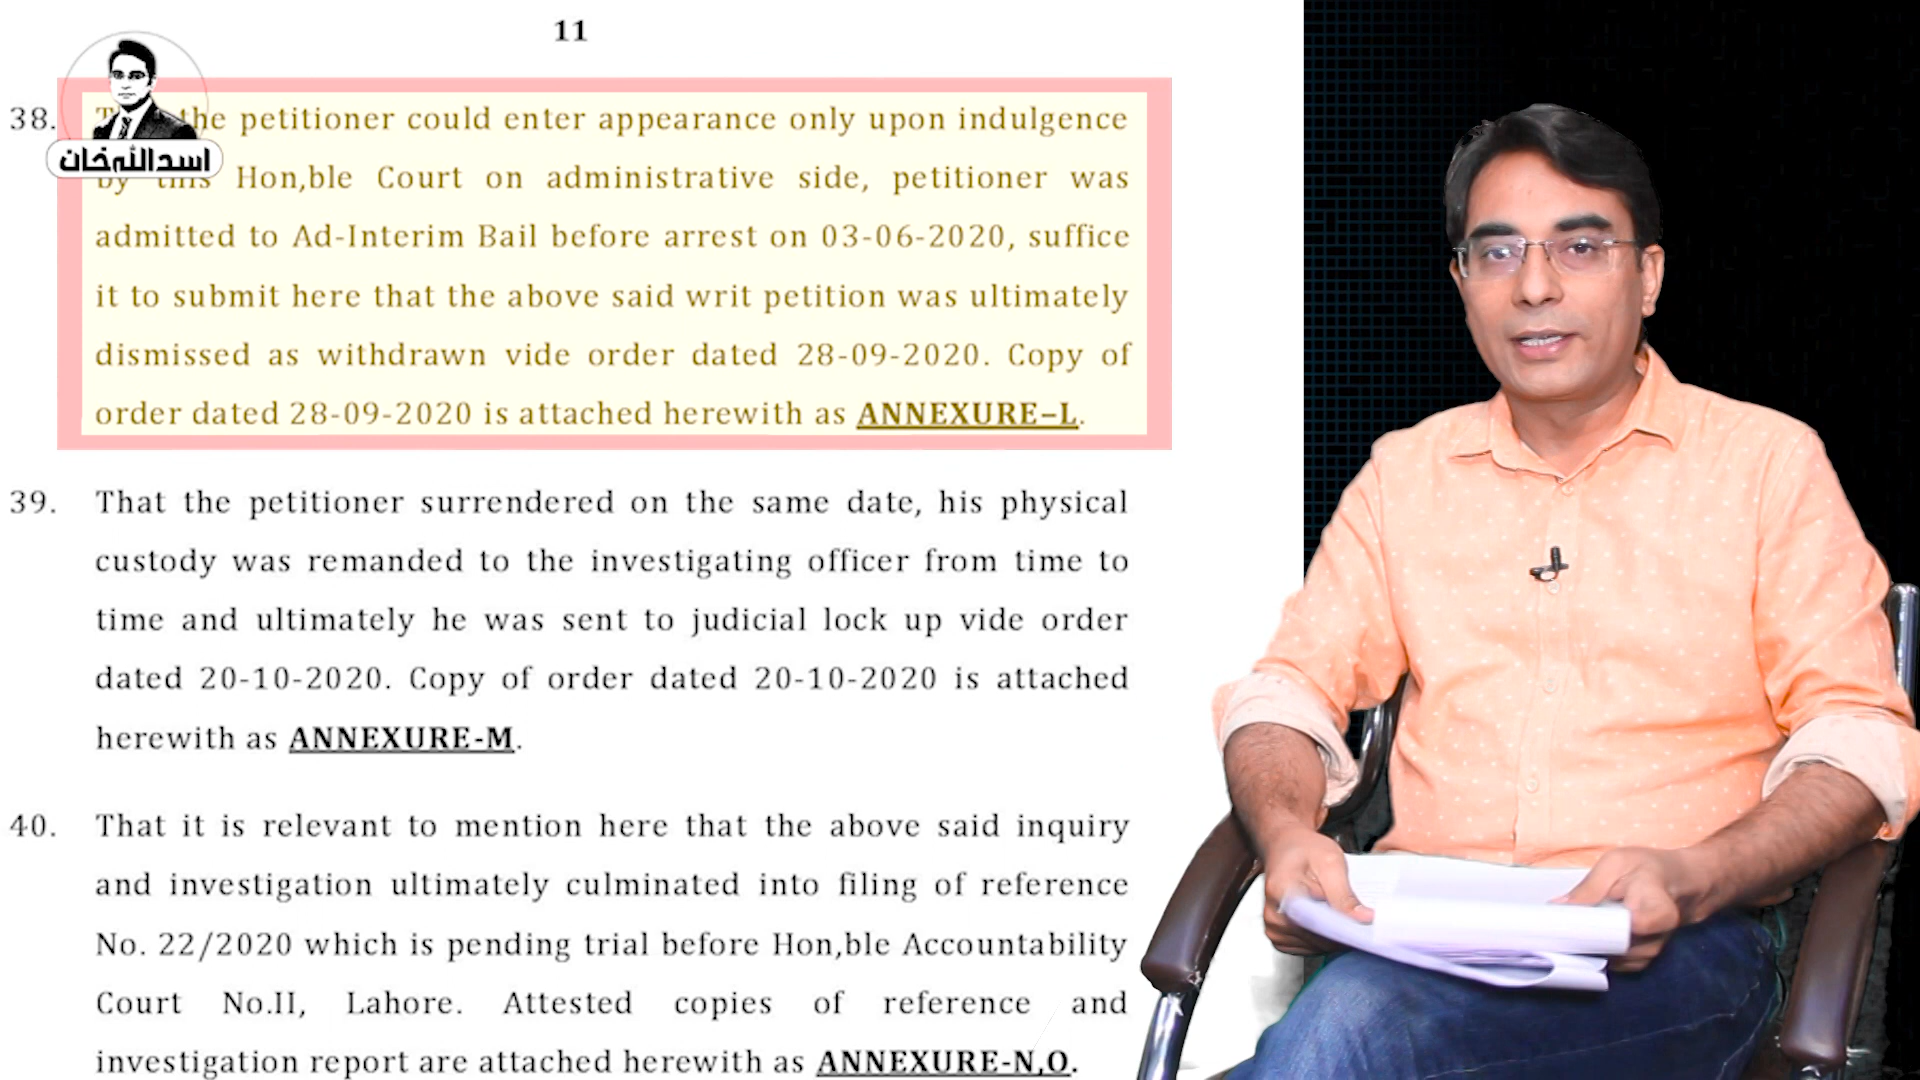 11
38. the petitioner could enter appearance only upon indulgence
by this Hon,ble Court on administrative side, petitioner was
admitted to Ad-Interim Bail before arrest on 03-06-2020, suffice
it to submit here that the above said writ petition was ultimately
dismissed as withdrawn vide order dated 28-09-2020. Copy of
order dated 28-09-2020 is attached herewith as ANNEXURE–L.
اسد اللہ خان
39. That the petitioner surrendered on the same date, his physical
custody was remanded to the investigating officer from time to
time and ultimately he was sent to judicial lock up vide order
dated 20-10-2020. Copy of order dated 20-10-2020 is attached
herewith as ANNEXURE-M.
40. That it is relevant to mention here that the above said inquiry
and investigation ultimately culminated into filing of reference
No. 22/2020 which is pending trial before Hon,ble Accountability
Court No.II, Lahore. Attested copies of reference and
investigation report are attached herewith as ANNEXURE-N,O.